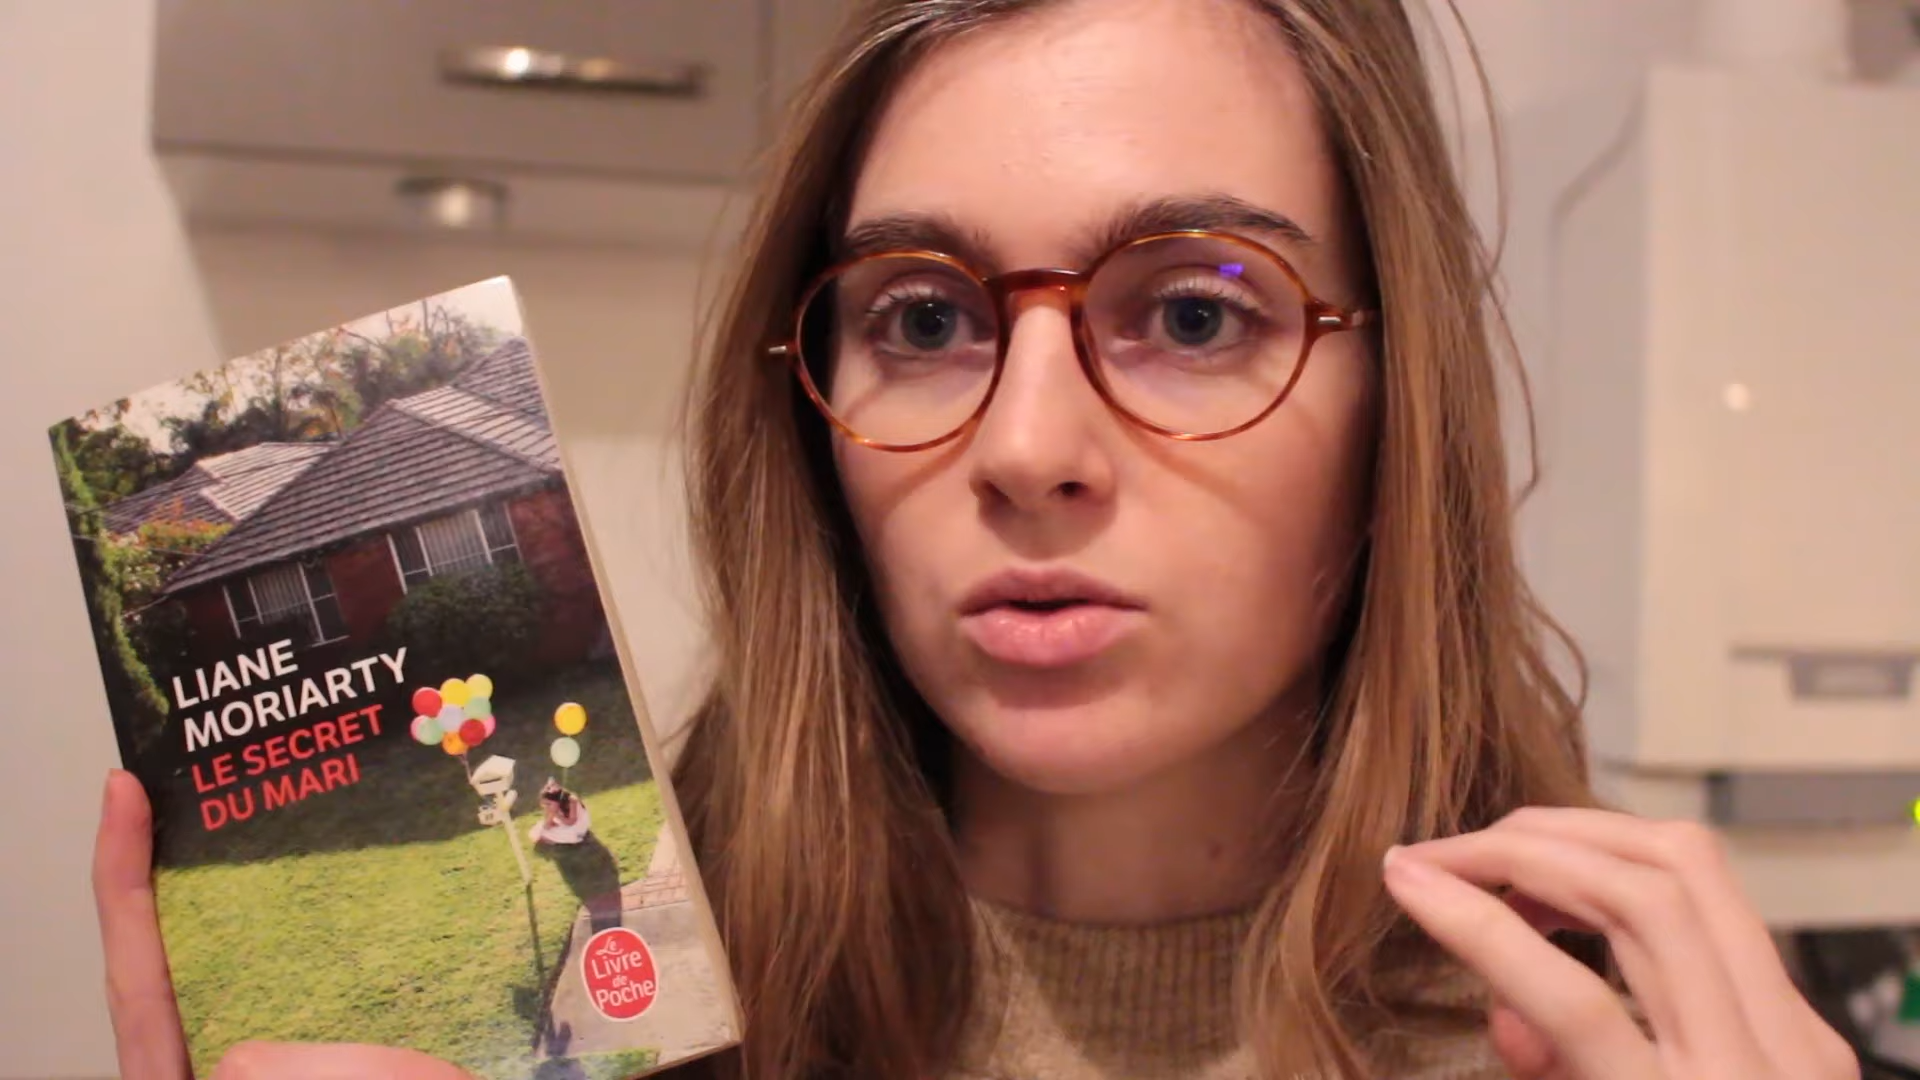 LIANE
MORIARTY
LE SECRET
DU MARI
Le
Livre
de
Poche